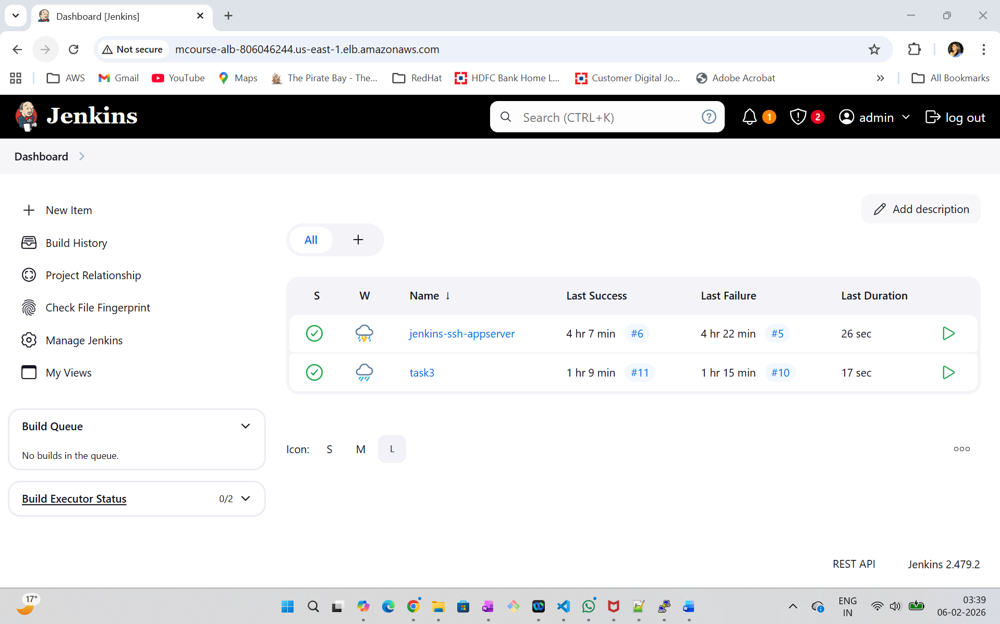 Dashboard [Jenkins]
Not secure mcourse-alb-806046244.us-east-1.elb.amazonaws.com
AWS Gmail YouTube Maps The Pirate Bay - The... RedHat HDFC Bank Home L... Customer Digital Jo... Adobe Acrobat » All Bookmarks
Jenkins Search (CTRL+K) ? 1 2 admin log out
Dashboard
New Item
Build History
Project Relationship
Check File Fingerprint
Manage Jenkins
My Views
Build Queue
No builds in the queue.
Build Executor Status 0/2
Add description
All +
S W Name ↓ Last Success Last Failure Last Duration
jenkins-ssh-appserver 4 hr 7 min #6 4 hr 22 min #5 26 sec
task3 1 hr 9 min #11 1 hr 15 min #10 17 sec
Icon: S M L
REST API Jenkins 2.479.2
17°
ENG
IN
03:39
06-02-2026